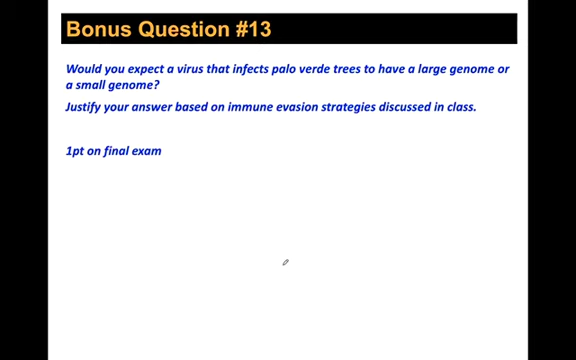 Bonus Question #13
Would you expect a virus that infects palo verde trees to have a large genome or
a small genome?
Justify your answer based on immune evasion strategies discussed in class.
1pt on final exam